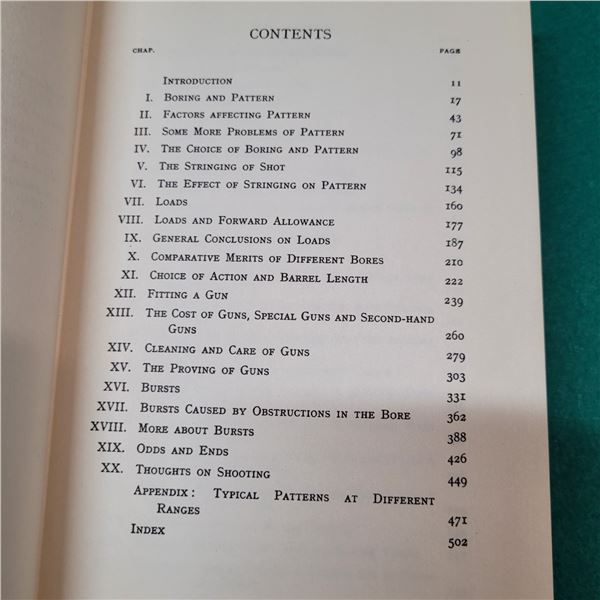 CONTENTS
CHAP. PAGE
INTRODUCTION 11
I. BORING AND PATTERN 17
II. FACTORS AFFECTING PATTERN 43
III. SOME MORE PROBLEMS OF PATTERN 71
IV. THE CHOICE OF BORING AND PATTERN 98
V. THE STRINGING OF SHOT 115
VI. THE EFFECT OF STRINGING ON PATTERN 134
VII. LOADS 160
VIII. LOADS AND FORWARD ALLOWANCE 177
IX. GENERAL CONCLUSIONS ON LOADS 187
X. COMPARATIVE MERITS OF DIFFERENT BORES 210
XI. CHOICE OF ACTION AND BARREL LENGTH 222
XII. FITTING A GUN 239
XIII. THE COST OF GUNS, SPECIAL GUNS AND SECOND-HAND
GUNS 260
XIV. CLEANING AND CARE OF GUNS 279
XV. THE PROVING OF GUNS 303
XVI. BURSTS 331
XVII. BURSTS CAUSED BY OBSTRUCTIONS IN THE BORE 362
XVIII. MORE ABOUT BURSTS 388
XIX. ODDS AND ENDS 426
XX. THOUGHTS ON SHOOTING 449
APPENDIX: TYPICAL PATTERNS AT DIFFERENT
RANGES 471
INDEX 502